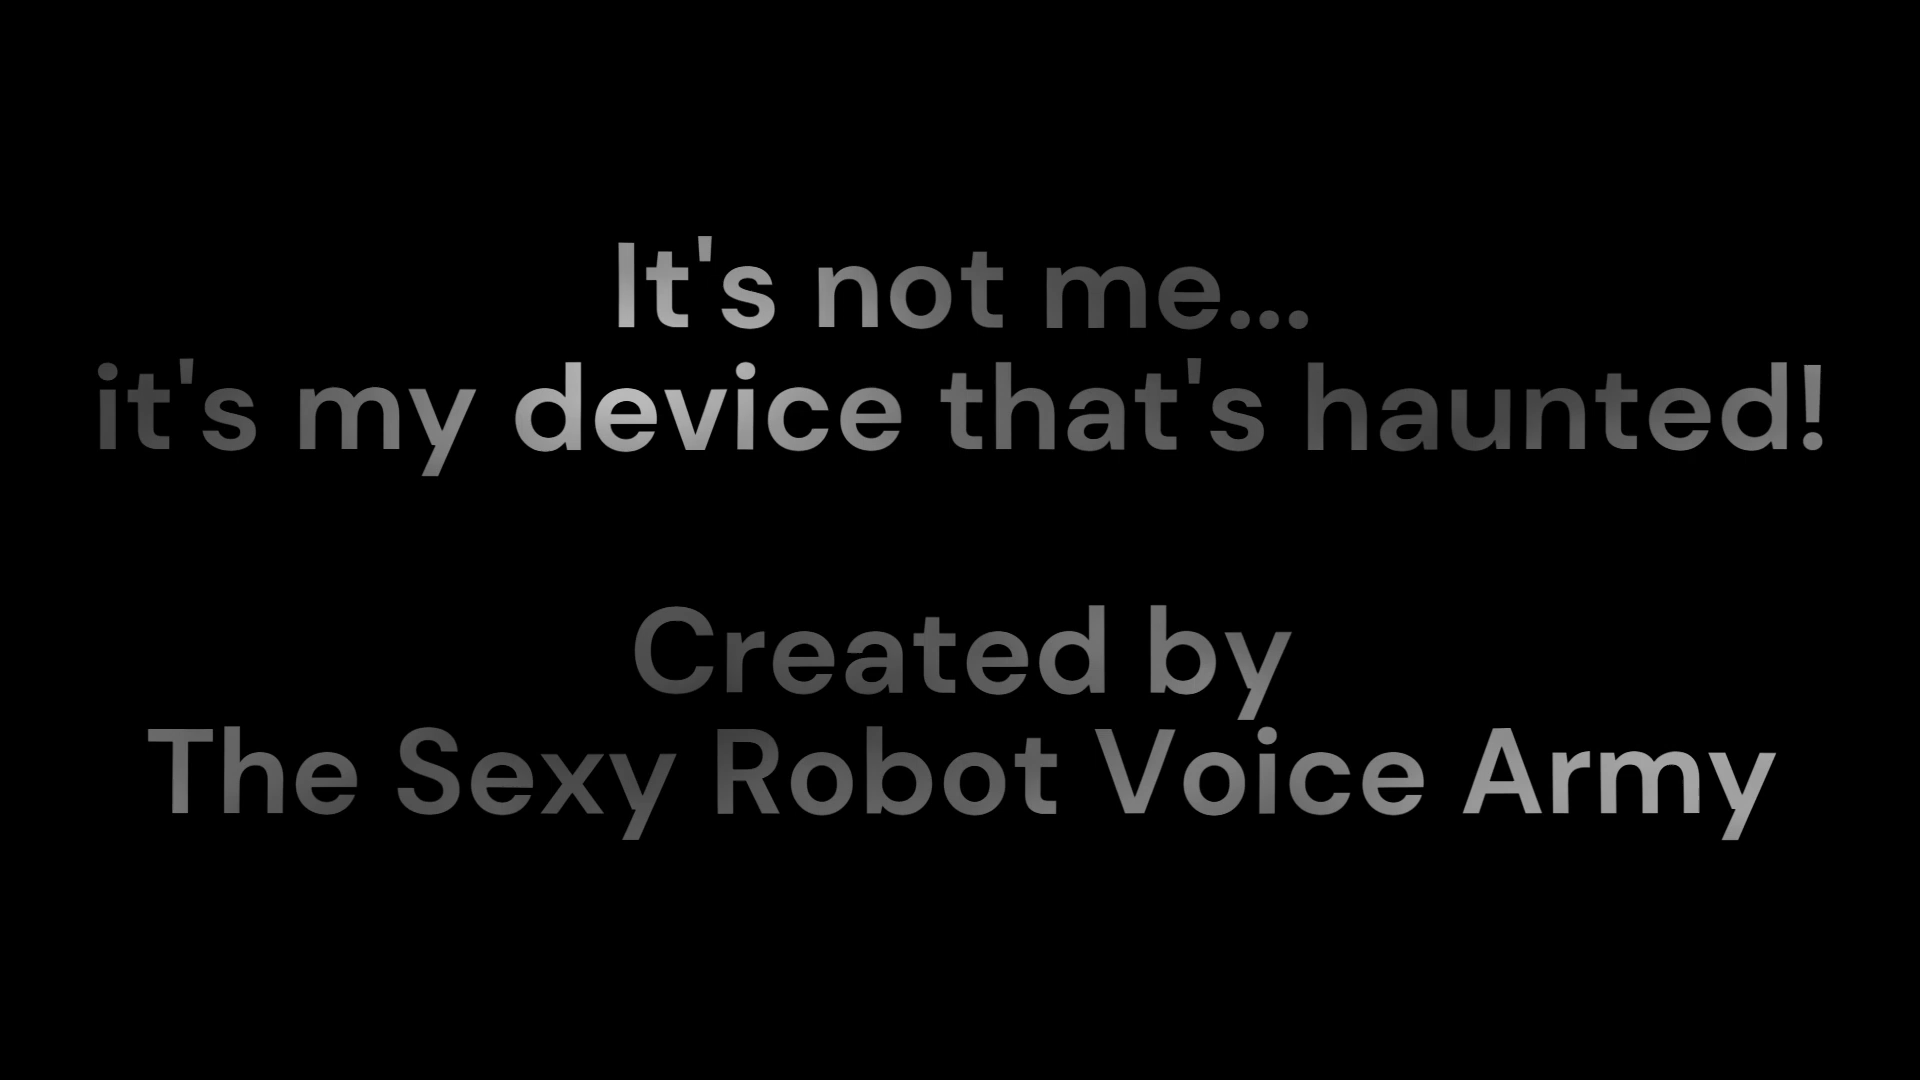 It's not me...
it's my device that's haunted!
Created by
The Sexy Robot Voice Army